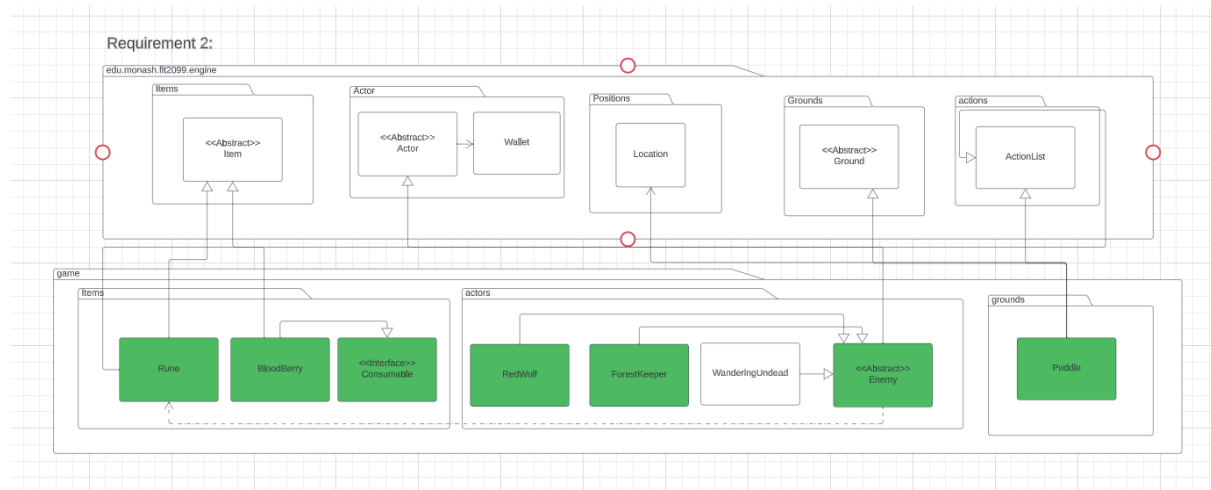 Requirement 2:
edu.monash.fit2099.engine
Items
<<Abstract>>
Item
Actor
<<Abstract>>
Actor
Wallet
Positions
Location
Grounds
<<Abstract>>
Ground
actions
ActionList
game
Items
Rune
BloodBerry
<<Interface>>
Consumable
actors
RedWolf
ForestKeeper
WanderingUndead
<<Abstract>>
Enemy
grounds
Puddle